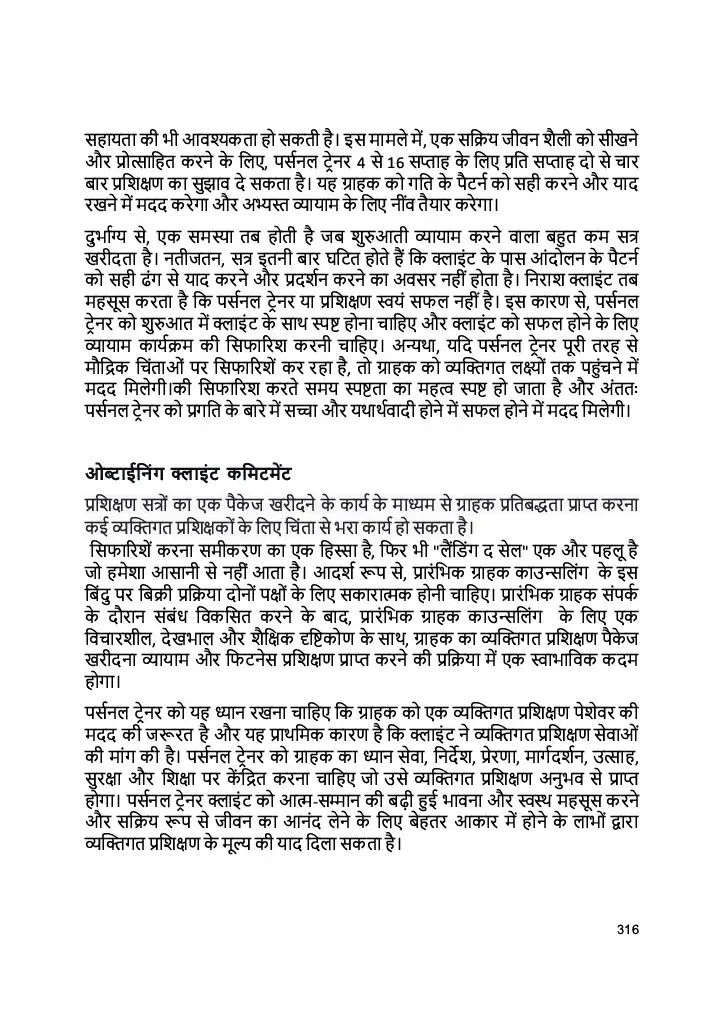 सहायता की भी आवश्यकता हो सकती है। इस मामले में, एक सक्रिय जीवन शैली को सीखने
और प्रोत्साहित करने के लिए, पर्सनल ट्रेनर 4 से 16 सप्ताह के लिए प्रति सप्ताह दो से चार
बार प्रशिक्षण का सुझाव दे सकता है। यह ग्राहक को गति के पैटर्न को सही करने और याद
रखने में मदद करेगा और अभ्यस्त व्यायाम के लिए नींव तैयार करेगा।
दुर्भाग्य से, एक समस्या तब होती है जब शुरुआती व्यायाम करने वाला बहुत कम सत्र
खरीदता है। नतीजतन, सत्र इतनी बार घटित होते हैं कि क्लाइंट के पास आंदोलन के पैटर्न
को सही ढंग से याद करने और प्रदर्शन करने का अवसर नहीं होता है। निराश क्लाइंट तब
महसूस करता है कि पर्सनल ट्रेनर या प्रशिक्षण स्वयं सफल नहीं है। इस कारण से, पर्सनल
ट्रेनर को शुरुआत में क्लाइंट के साथ स्पष्ट होना चाहिए और क्लाइंट को सफल होने के लिए
व्यायाम कार्यक्रम की सिफारिश करनी चाहिए। अन्यथा, यदि पर्सनल ट्रेनर पूरी तरह से
मौद्रिक चिंताओं पर सिफारिशें कर रहा है, तो ग्राहक को व्यक्तिगत लक्ष्यों तक पहुंचने में
मदद मिलेगी।की सिफारिश करते समय स्पष्टता का महत्व स्पष्ट हो जाता है और अंततः
पर्सनल ट्रेनर को प्रगति के बारे में सच्चा और यथार्थवादी होने में सफल होने में मदद मिलेगी।
ओब्टाईनिंग क्लाइंट कमिटमेंट
प्रशिक्षण सत्रों का एक पैकेज खरीदने के कार्य के माध्यम से ग्राहक प्रतिबद्धता प्राप्त करना
कई व्यक्तिगत प्रशिक्षकों के लिए चिंता से भरा कार्य हो सकता है।
सिफारिशें करना समीकरण का एक हिस्सा है, फिर भी "लैंडिंग द सेल" एक और पहलू है
जो हमेशा आसानी से नहीं आता है। आदर्श रूप से, प्रारंभिक ग्राहक काउन्सलिंग के इस
बिंदु पर बिक्री प्रक्रिया दोनों पक्षों के लिए सकारात्मक होनी चाहिए। प्रारंभिक ग्राहक संपर्क
के दौरान संबंध विकसित करने के बाद, प्रारंभिक ग्राहक काउन्सलिंग के लिए एक
विचारशील, देखभाल और शैक्षिक दृष्टिकोण के साथ, ग्राहक का व्यक्तिगत प्रशिक्षण पैकेज
खरीदना व्यायाम और फिटनेस प्रशिक्षण प्राप्त करने की प्रक्रिया में एक स्वाभाविक कदम
होगा।
पर्सनल ट्रेनर को यह ध्यान रखना चाहिए कि ग्राहक को एक व्यक्तिगत प्रशिक्षण पेशेवर की
मदद की जरूरत है और यह प्राथमिक कारण है कि क्लाइंट ने व्यक्तिगत प्रशिक्षण सेवाओं
की मांग की है। पर्सनल ट्रेनर को ग्राहक का ध्यान सेवा, निर्देश, प्रेरणा, मार्गदर्शन, उत्साह,
सुरक्षा और शिक्षा पर केंद्रित करना चाहिए जो उसे व्यक्तिगत प्रशिक्षण अनुभव से प्राप्त
होगा। पर्सनल ट्रेनर क्लाइंट को आत्म-सम्मान की बढ़ी हुई भावना और स्वस्थ महसूस करने
और सक्रिय रूप से जीवन का आनंद लेने के लिए बेहतर आकार में होने के लाभों द्वारा
व्यक्तिगत प्रशिक्षण के मूल्य की याद दिला सकता है।
316